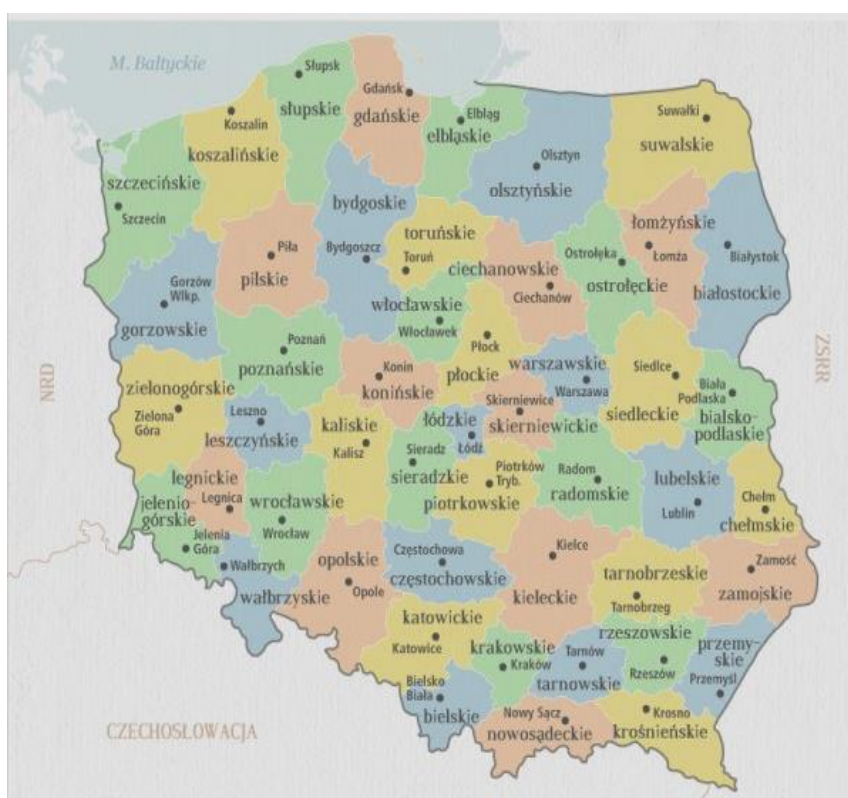 M. Bałtyckie
Słupsk
słupskie
Gdańsk
gdańskie
Koszalin
koszalińskie
Elbląg
elbląskie
Olsztyn
olsztyńskie
Suwałki
suwalskie
szczecińskie
Szczecin
bydgoskie
Bydgoszcz
toruńskie
Toruń
Piła
pilskie
ciechanowskie
Ciechanów
Ostrołęka
ostrołęckie
łomżyńskie
Łomża
Białystok
białostockie
Gorzów
Wlkp.
gorzowskie
włocławskie
Włocławek
Poznań
poznańskie
Płock
płockie
Konin
konińskie
warszawskie
Warszawa
Siedlce
siedleckie
Biała
Podlaska
bialsko-
podlaskie
NRD
ZSRR
zielonogórskie
Zielona
Góra
Leszno
leszczyńskie
kaliskie
Kalisz
łódzkie
Łódź
Skierniewice
skierniewickie
Sieradz
sieradzkie
Piotrków
Tryb.
piotrkowskie
Radom
radomskie
lubelskie
Lublin
Chełm
chełmskie
legnickie
Legnica
jelenio-
górskie
Jelenia
Góra
wrocławskie
Wrocław
Wałbrzych
wałbrzyskie
opolskie
Opole
Częstochowa
częstochowskie
Kielce
kieleckie
tarnobrzeskie
Tarnobrzeg
Zamość
zamojskie
katowickie
Katowice
krakowskie
Kraków
Tarnów
tarnowskie
rzeszowskie
Rzeszów
przemy-
skie
Przemyśl
Bielsko
Biała
bielskie
Nowy Sącz
nowosądeckie
Krosno
krośnieńskie
CZECHOSŁOWACJA